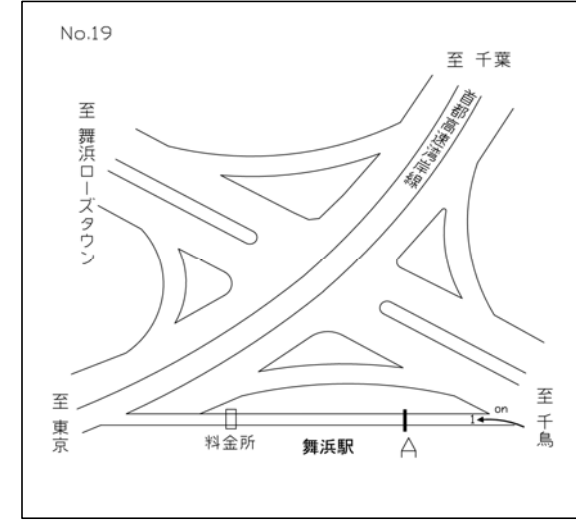 No.19
至 千葉
首都高速湾岸線
至 舞浜ローズタウン
至 東京
料金所
舞浜駅
A
1
on
至 千鳥